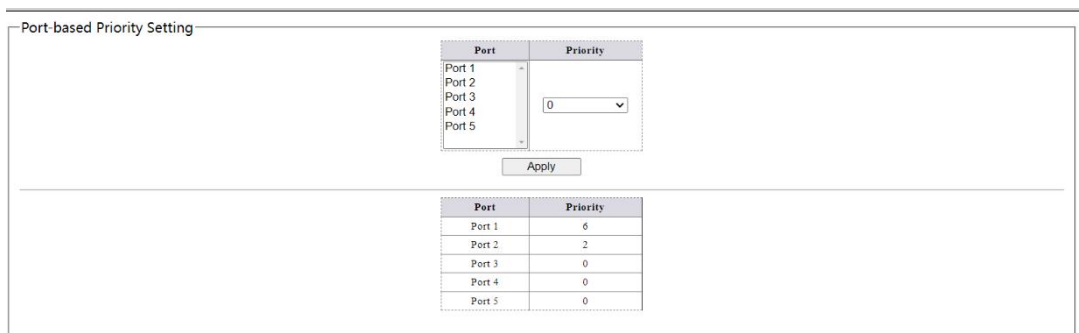 Port-based Priority Setting
Port Priority
Port 1
Port 2
Port 3
Port 4
Port 5
0
Apply
Port Priority
Port 1 6
Port 2 2
Port 3 0
Port 4 0
Port 5 0